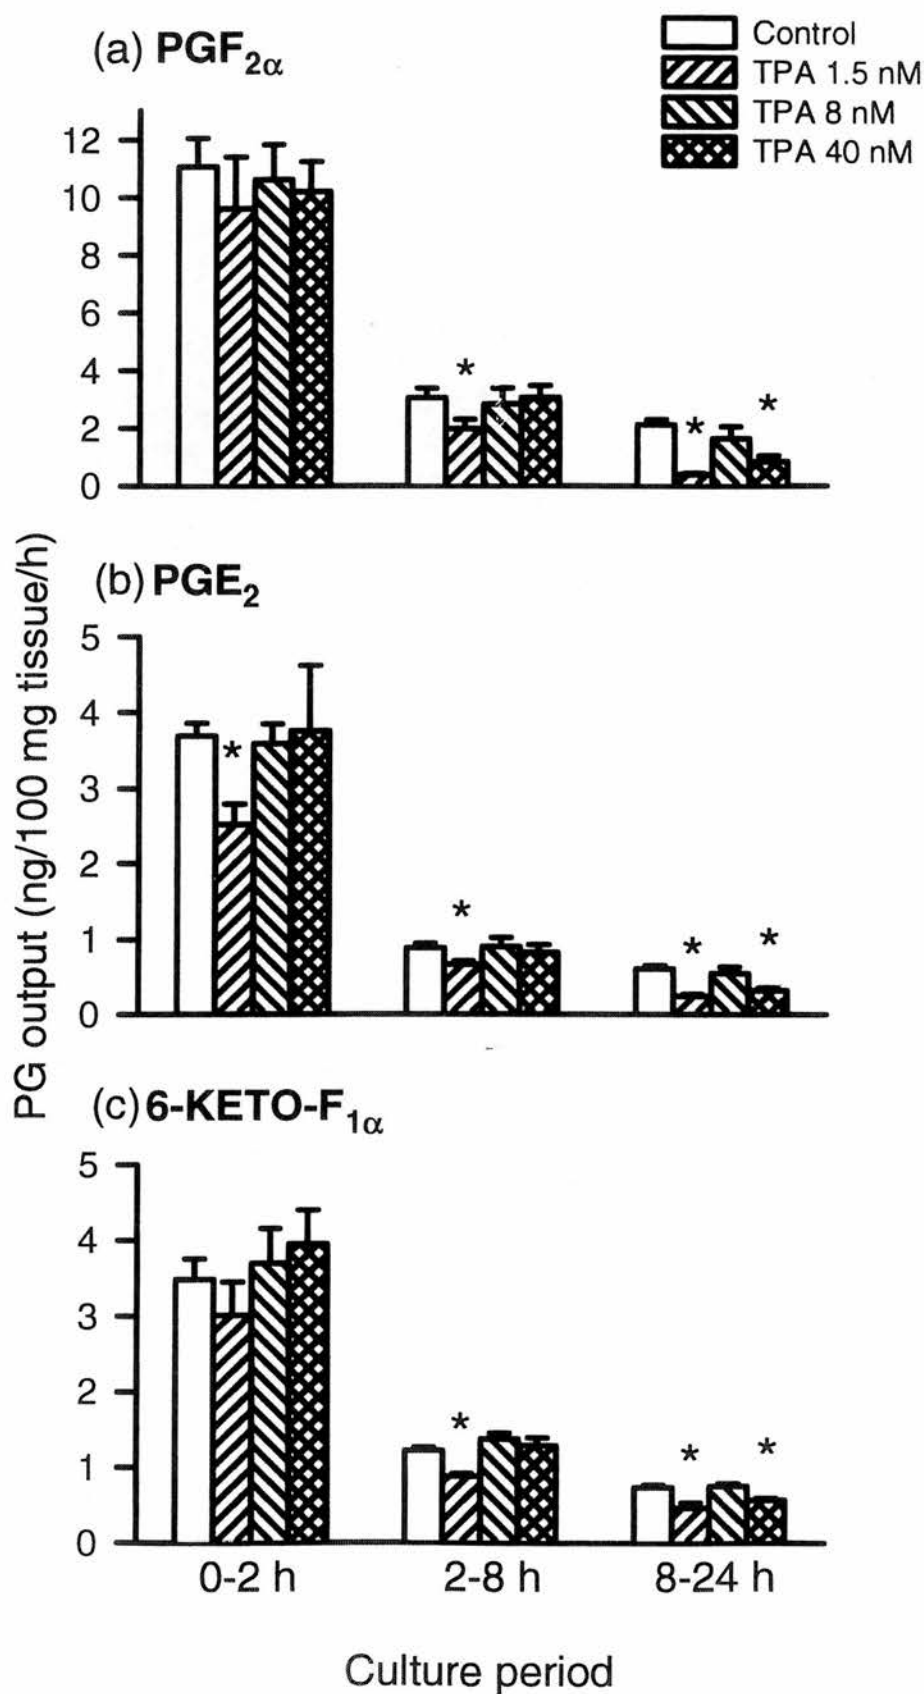 (a) PGF2α
Control
TPA 1.5 nM
TPA 8 nM
TPA 40 nM
12
10
8
6
4
2
0
*
*
*
PG output (ng/100 mg tissue/h)
(b) PGE2
5
4
3
2
1
0
*
*
*
*
(c) 6-KETO-F1α
5
4
3
2
1
0
*
*
*
0-2 h
2-8 h
8-24 h
Culture period